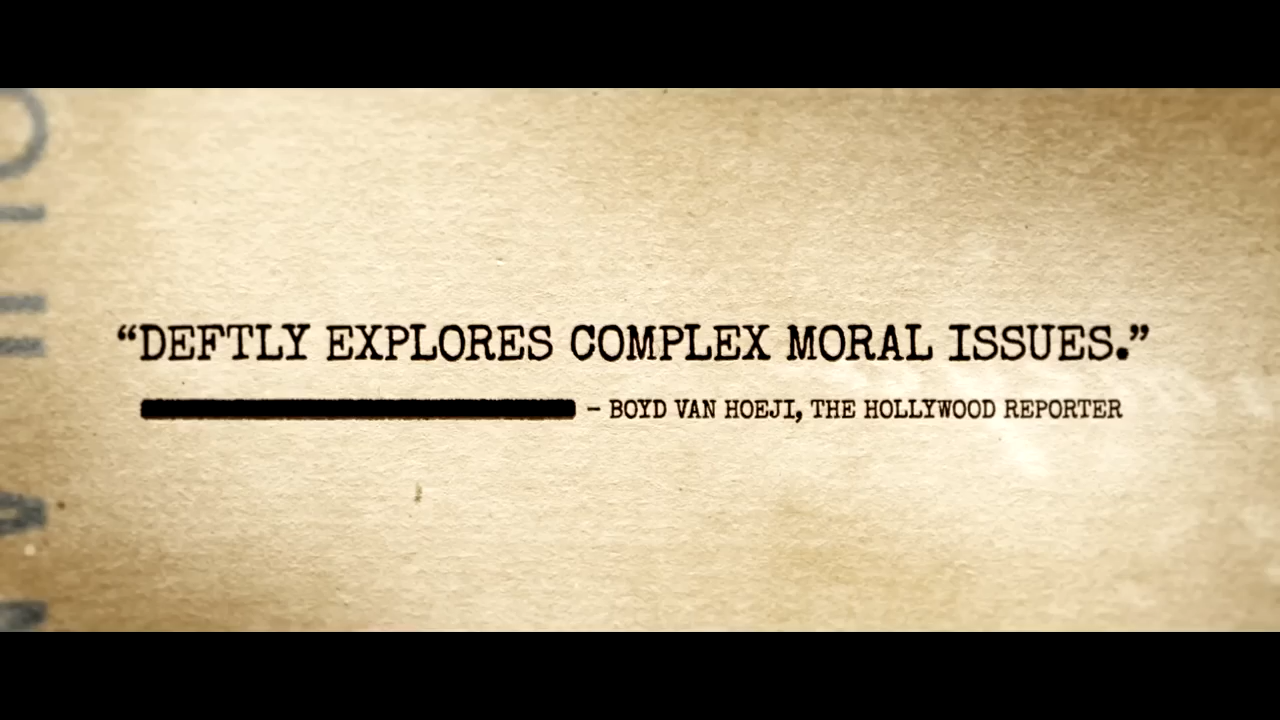 “DEFTLY EXPLORES COMPLEX MORAL ISSUES.”
– BOYD VAN HOEJI, THE HOLLYWOOD REPORTER